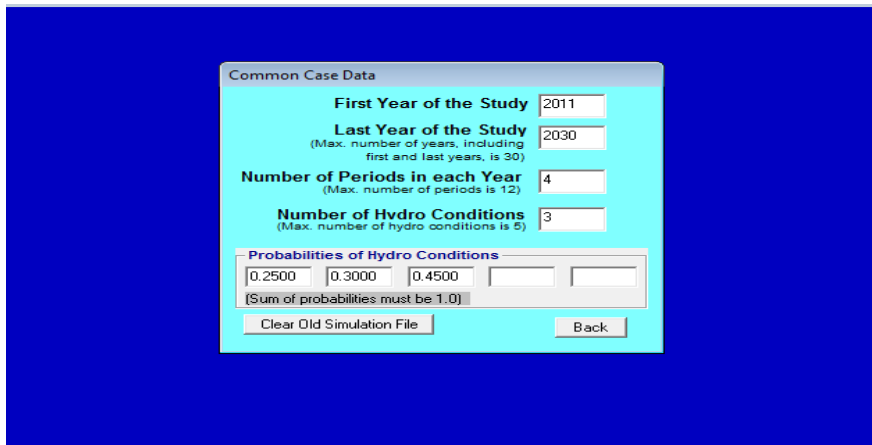 Common Case Data
First Year of the Study 2011
Last Year of the Study 2030
(Max. number of years, including
first and last years, is 30)
Number of Periods in each Year 4
(Max. number of periods is 12)
Number of Hydro Conditions 3
(Max. number of hydro conditions is 5)
Probabilities of Hydro Conditions
0.2500 0.3000 0.4500
(Sum of probabilities must be 1.0)
Clear Old Simulation File Back